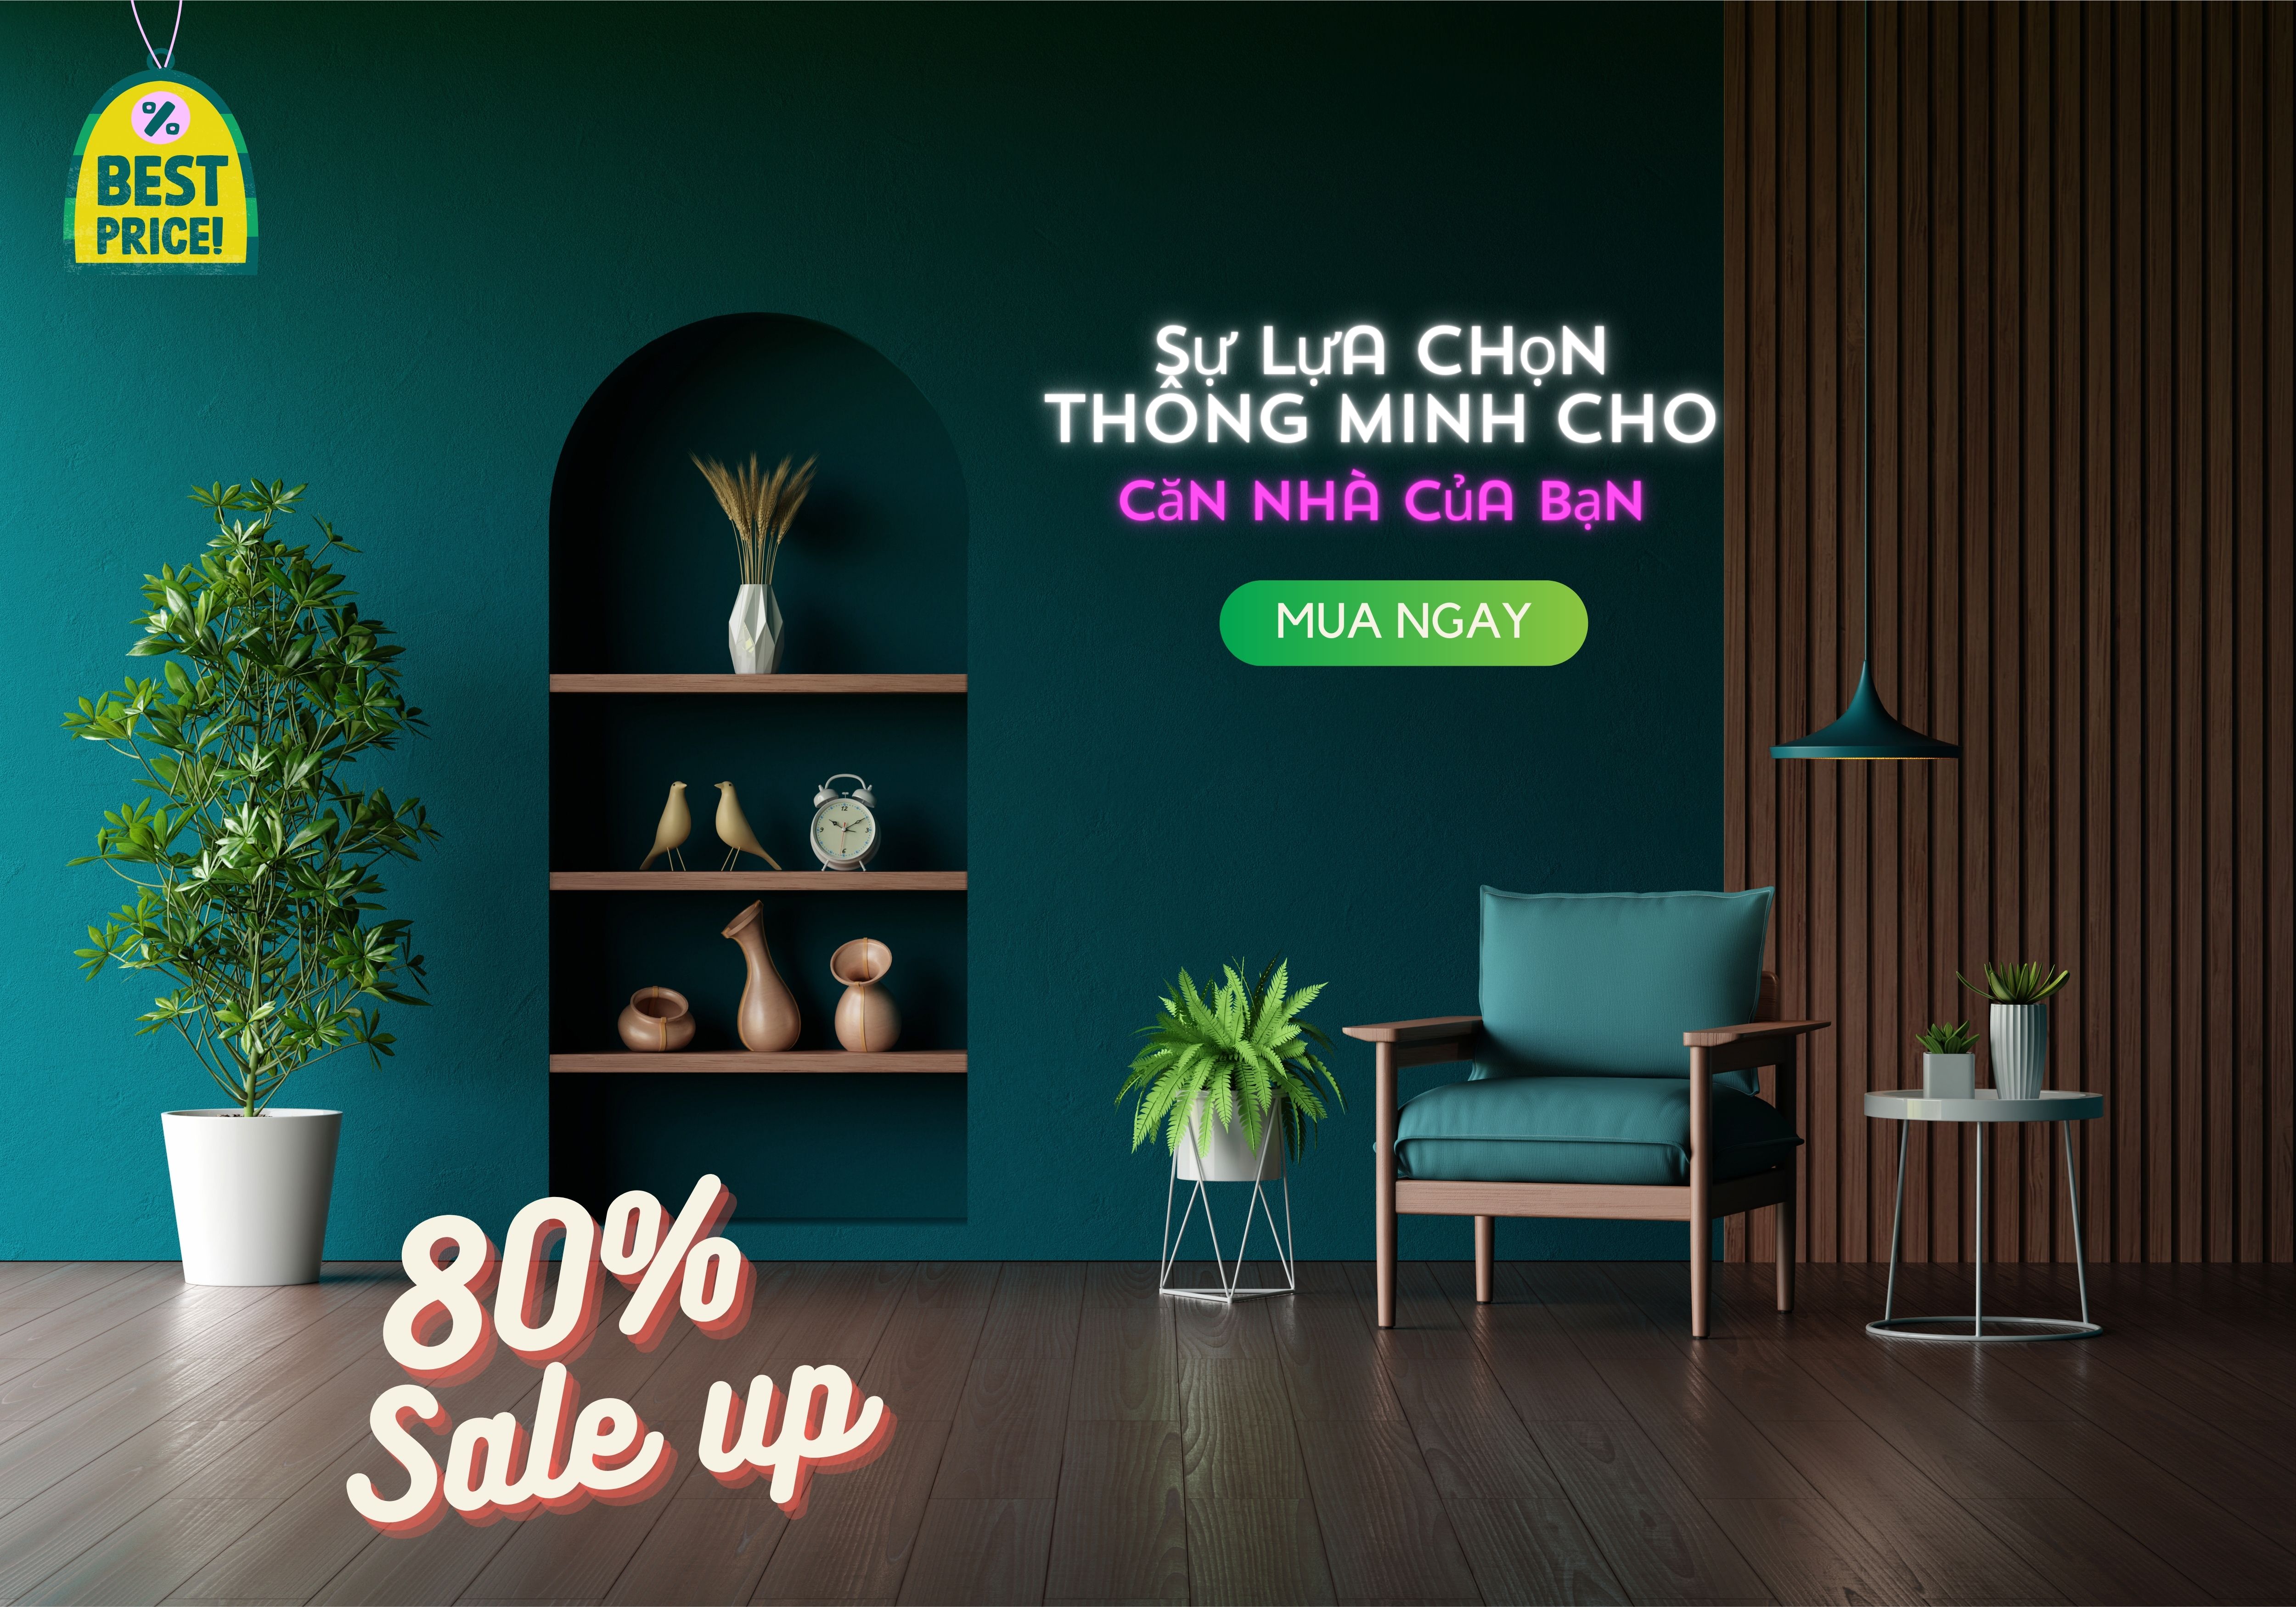 %
BEST
PRICE!
Sự LỰA CHỌN
THÔNG MINH CHO
CĂN NHÀ CỦA BẠN
MUA NGAY
80%
Sale up